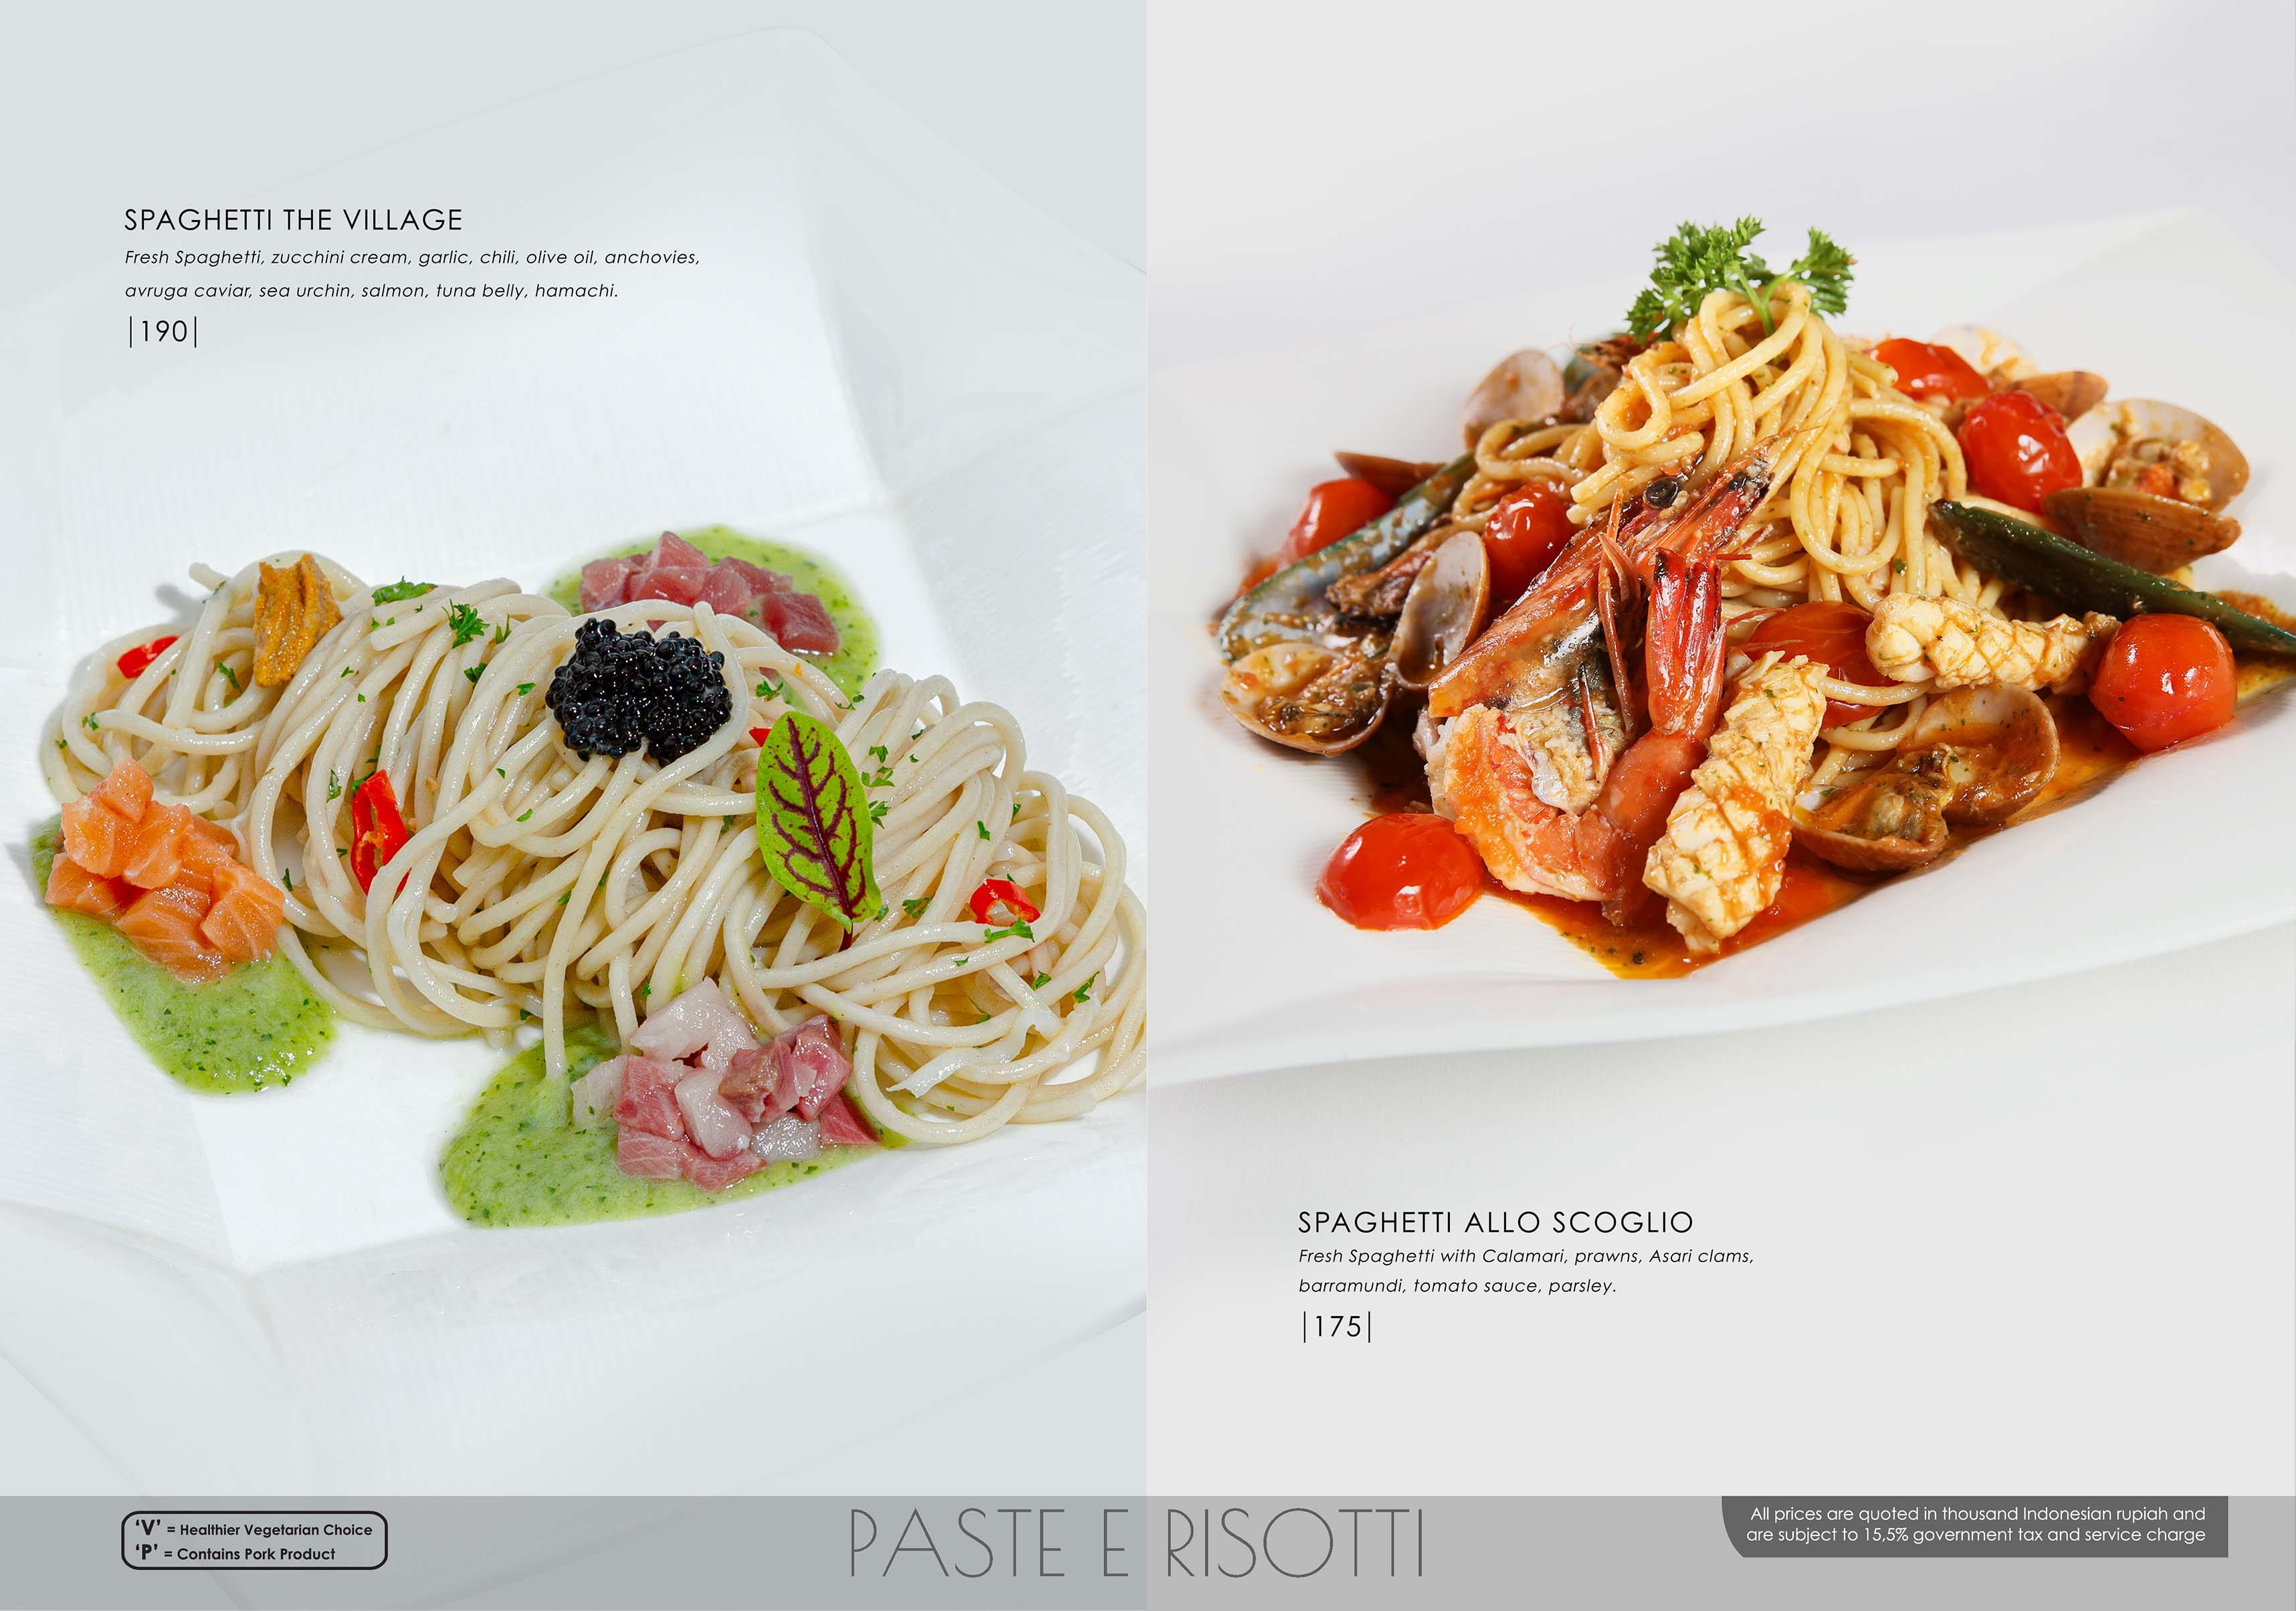 SPAGHETTI THE VILLAGE
Fresh Spaghetti, zucchini cream, garlic, chili, olive oil, anchovies,
avruga caviar, sea urchin, salmon, tuna belly, hamachi.
|190|
SPAGHETTI ALLO SCOGLIO
Fresh Spaghetti with Calamari, prawns, Asari clams,
barramundi, tomato sauce, parsley.
|175|
'V' = Healthier Vegetarian Choice
'P' = Contains Pork Product
PASTE E RISOTTI
All prices are quoted in thousand Indonesian rupiah and
are subject to 15,5% government tax and service charge